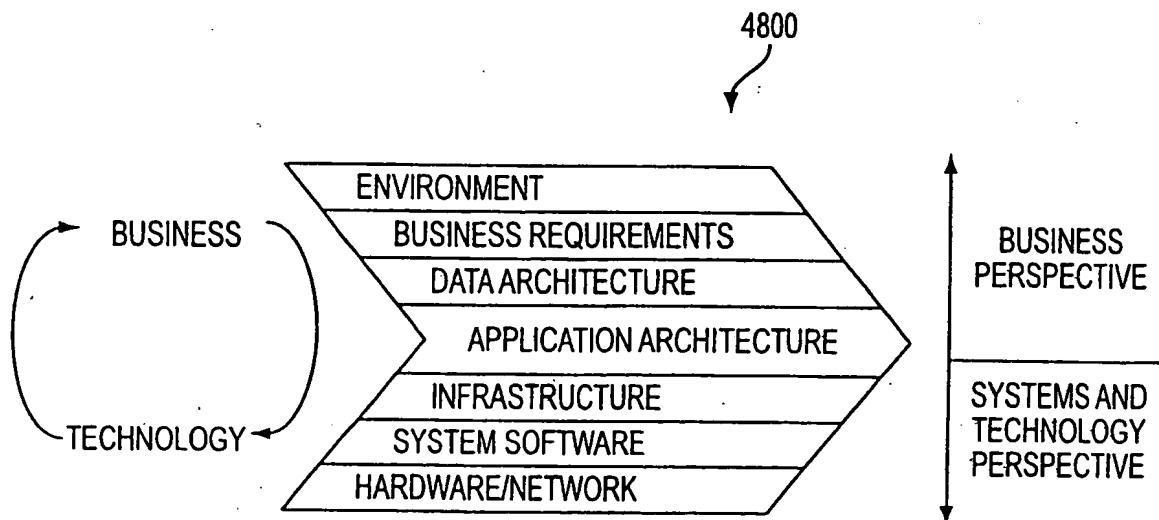 4800
ENVIRONMENT
BUSINESS REQUIREMENTS
DATA ARCHITECTURE
APPLICATION ARCHITECTURE
INFRASTRUCTURE
SYSTEM SOFTWARE
HARDWARE/NETWORK
BUSINESS
TECHNOLOGY
BUSINESS
PERSPECTIVE
SYSTEMS AND
TECHNOLOGY
PERSPECTIVE